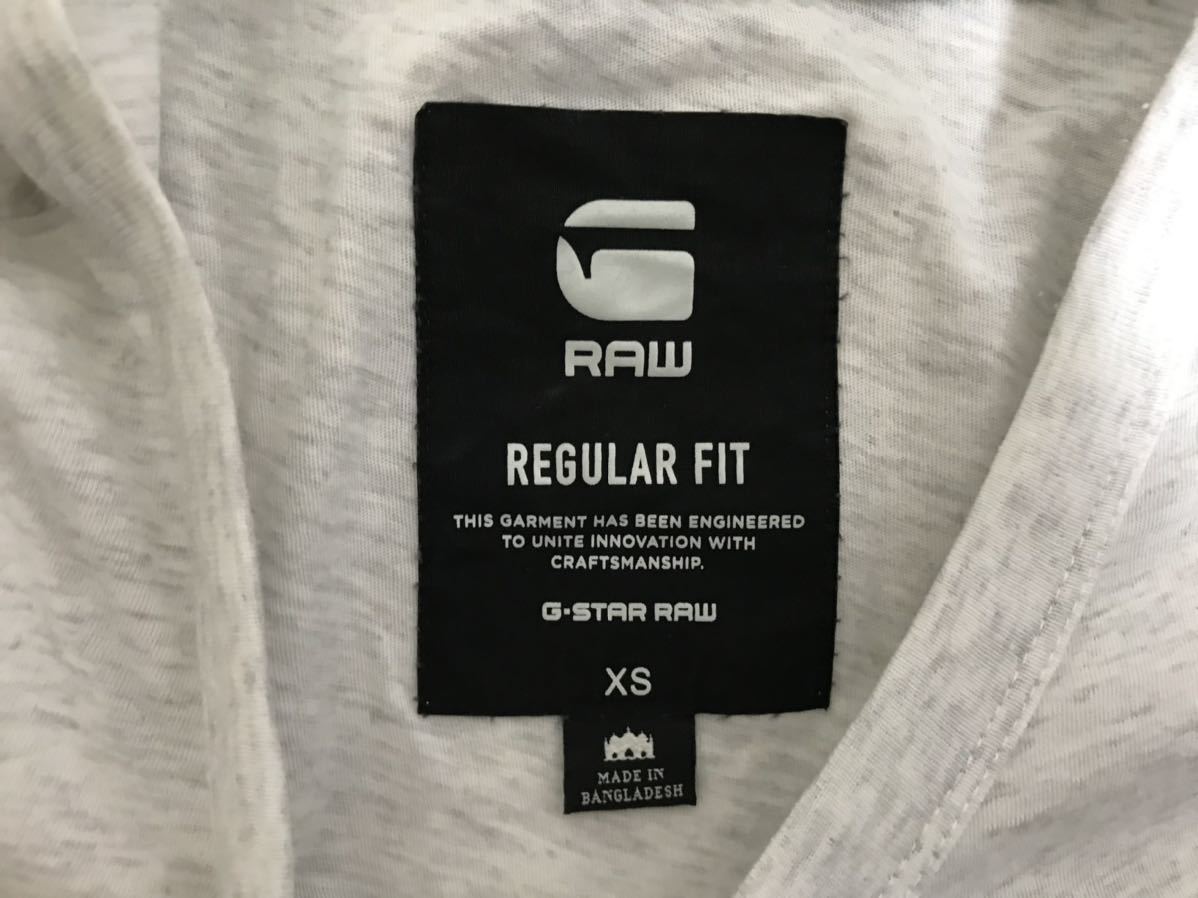 G
RAW
REGULAR FIT
THIS GARMENT HAS BEEN ENGINEERED
TO UNITE INNOVATION WITH
CRAFTSMANSHIP.
G-STAR RAW
XS
MADE IN
BANGLADESH